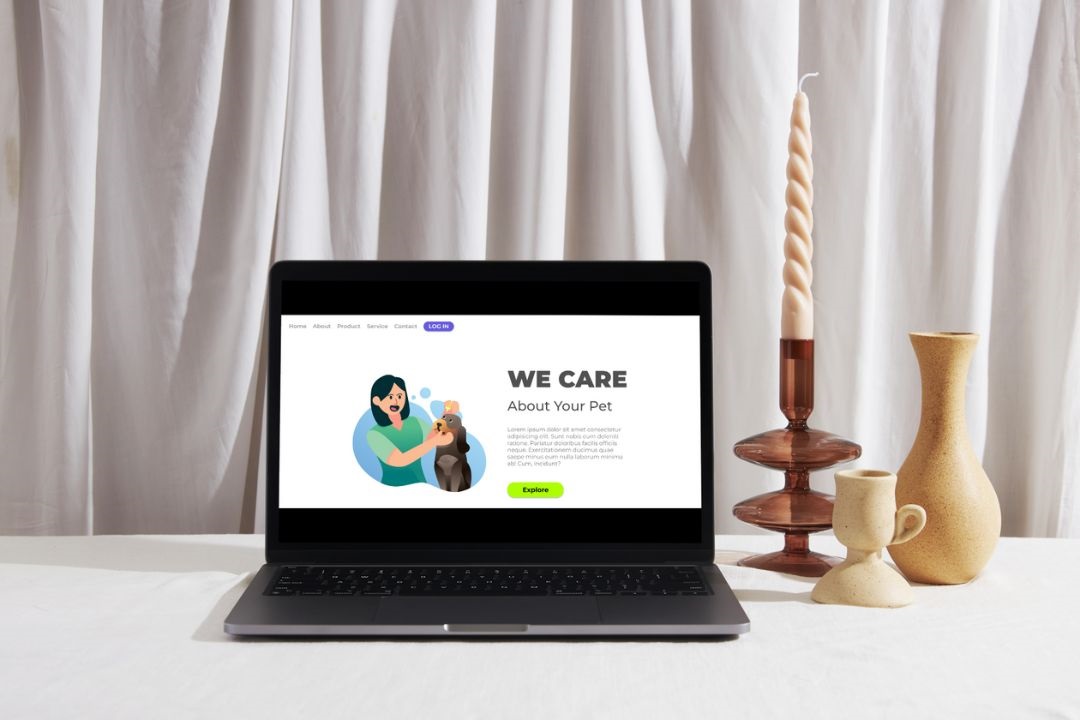 Home About Product Service Contact LOG IN
WE CARE
About Your Pet
Lorem ipsum dolor sit amet consectetur
adipisicing elit. Sunt nobis cum deleniti
ratione. Pariatur doloribus facilis officiis
neque. Exercitationem ducimus quae
saepe minus eum nulla laborum minima
ab! Cum, incidunt?
Explore